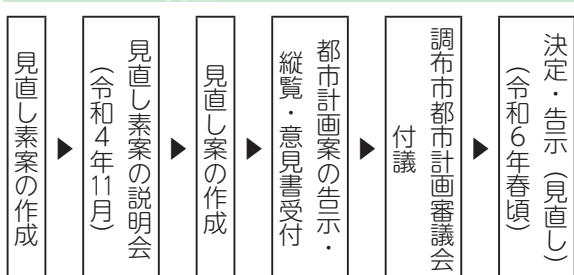 見直し素案の作成
▶
見直し素案の説明会
（令和4年11月）
▶
見直し案の作成
▶
都市計画案の告示・
縦覧・意見書受付
▶
調布市都市計画審議会
付議
▶
決定・告示（見直し）
（令和6年春頃）